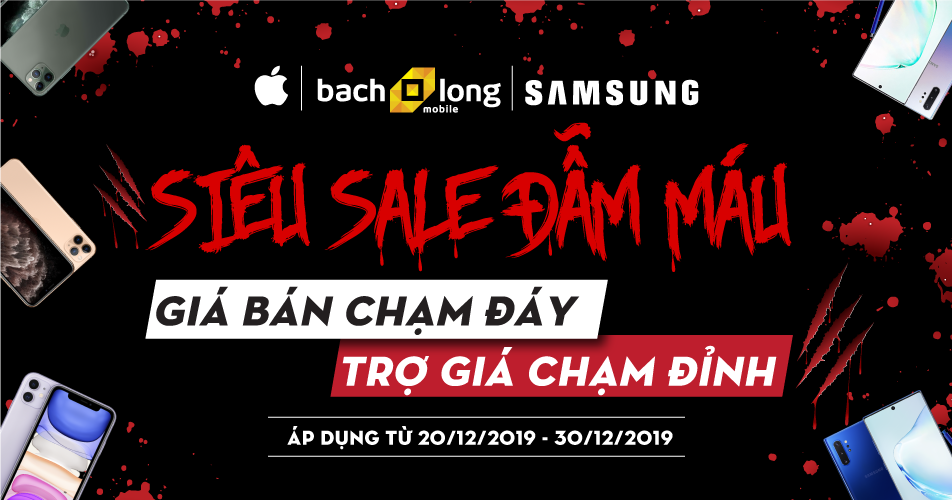 bach long mobile | SAMSUNG
SIÊU SALE ĐẪM MÁU
GIÁ BÁN CHẠM ĐÁY
TRỢ GIÁ CHẠM ĐỈNH
ÁP DỤNG TỪ 20/12/2019 - 30/12/2019